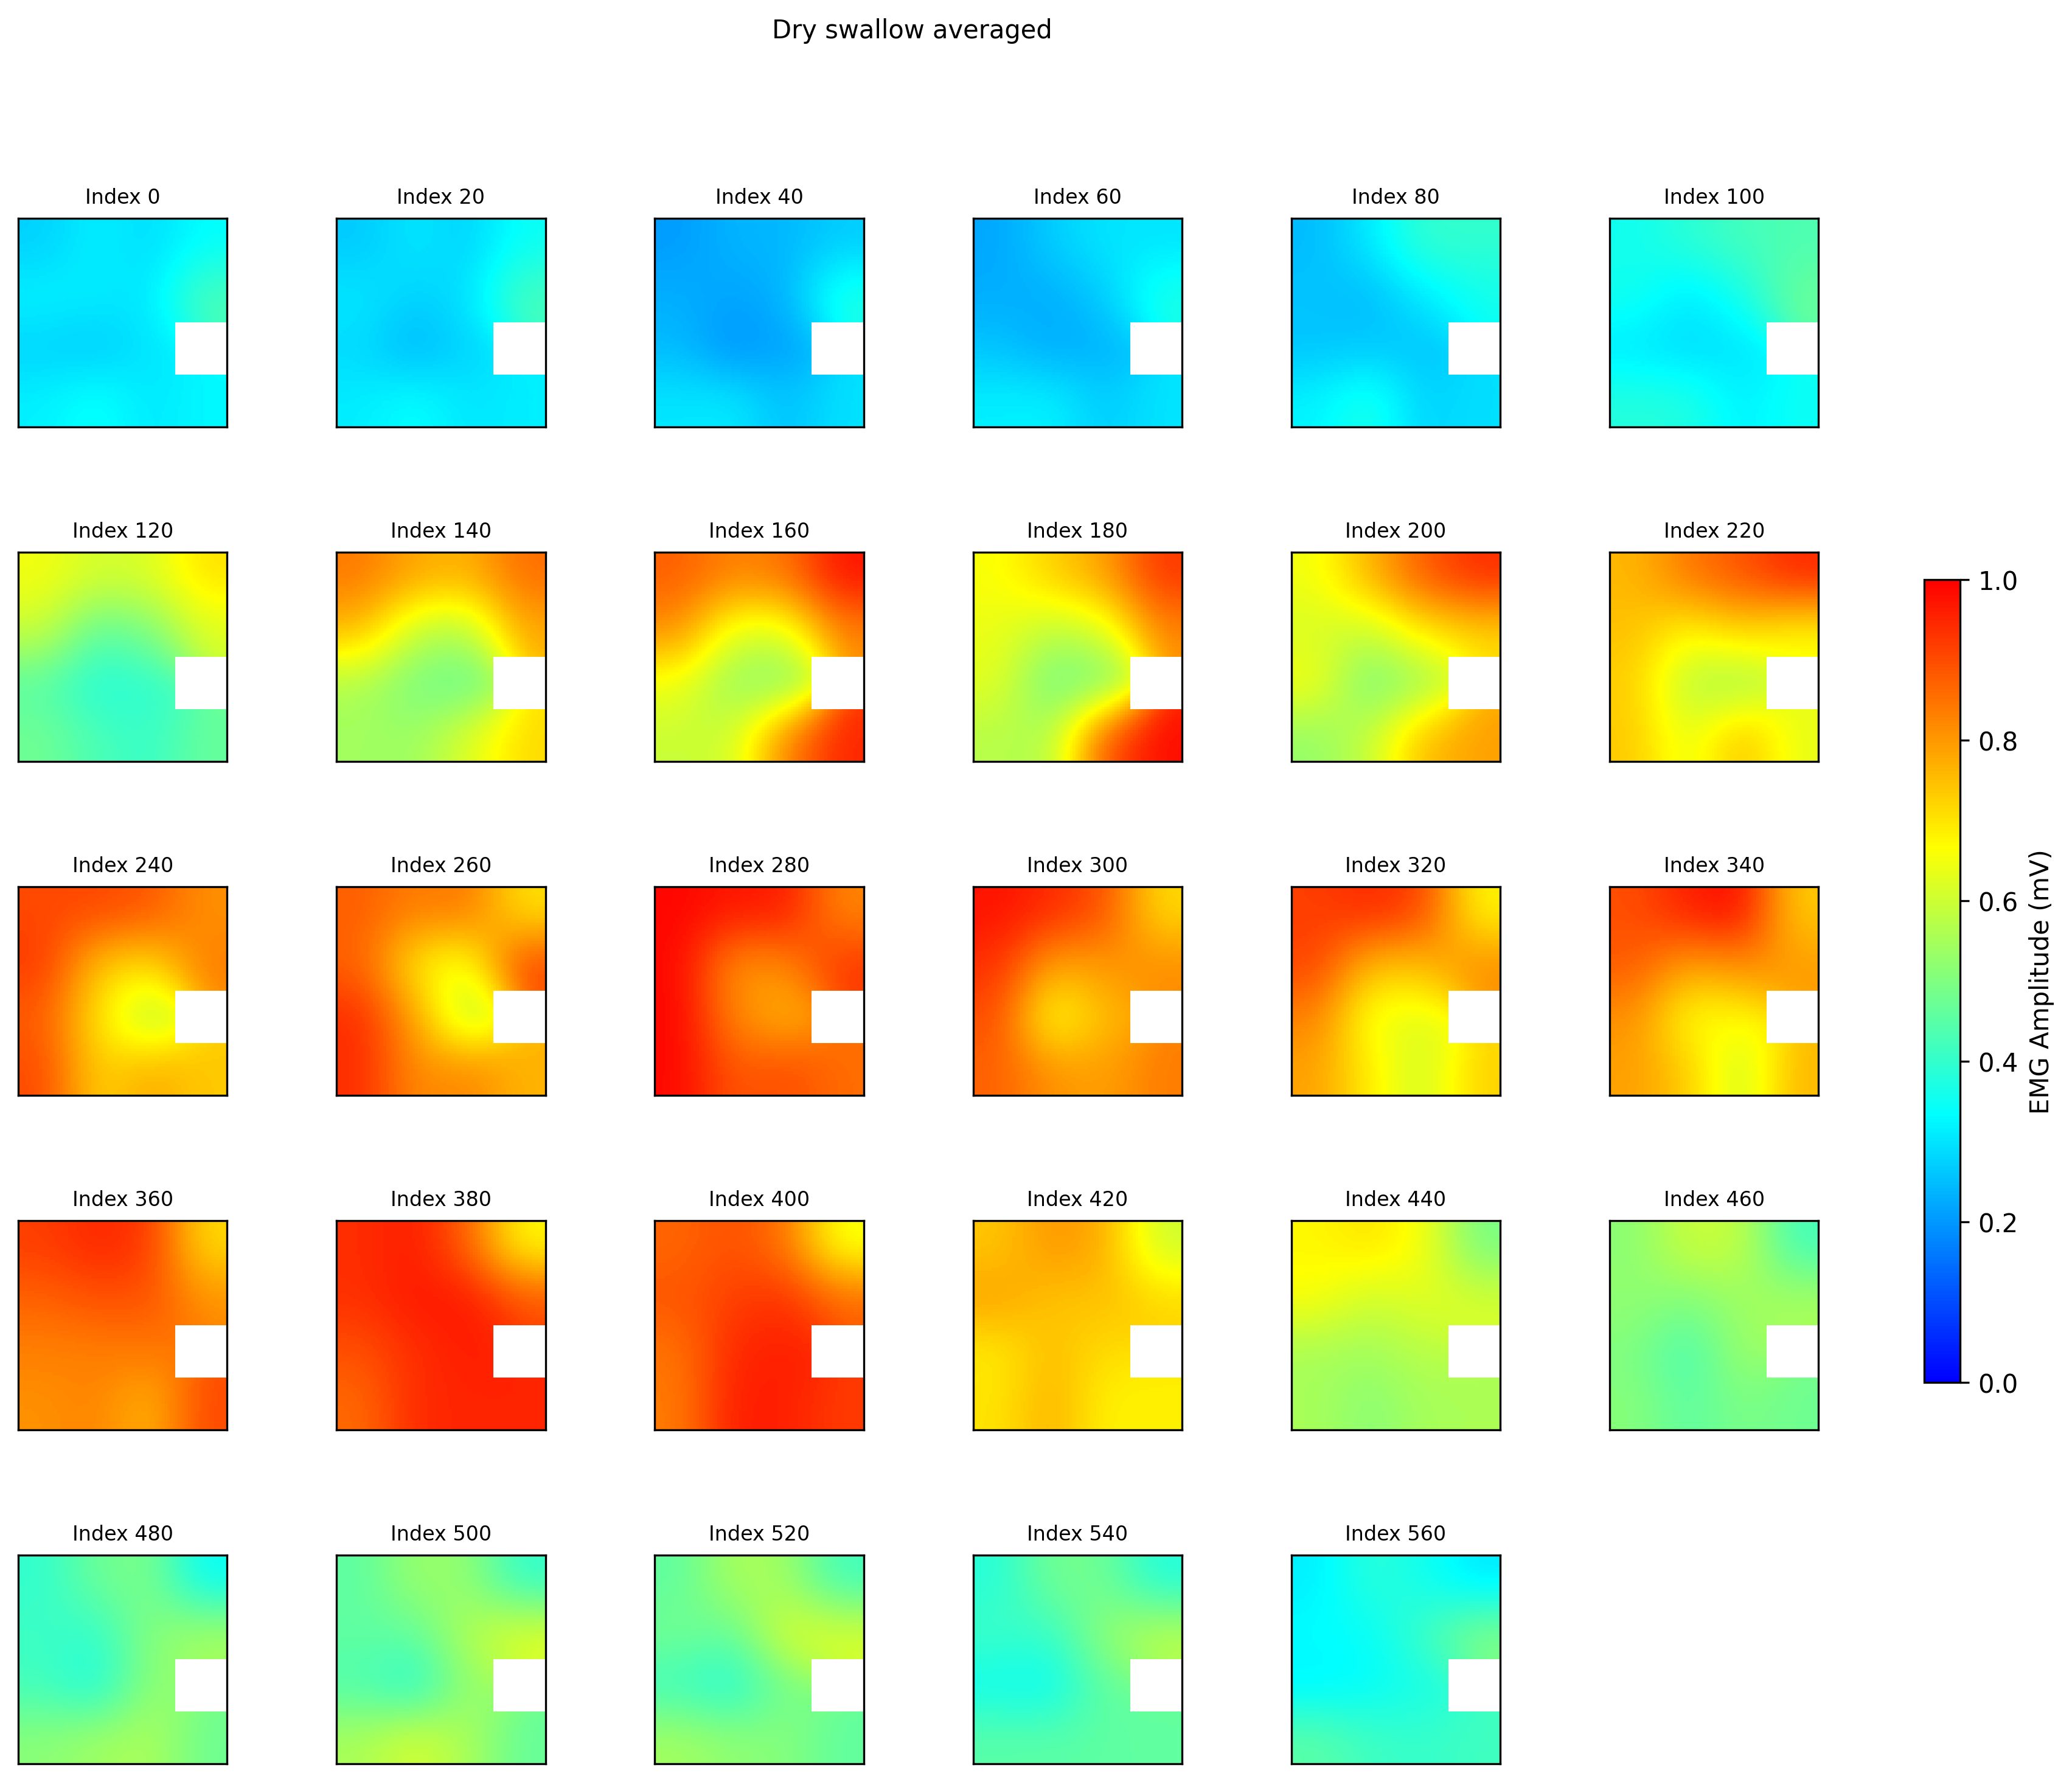 Dry swallow averaged
Index 0
Index 20
Index 40
Index 60
Index 80
Index 100
Index 120
Index 140
Index 160
Index 180
Index 200
Index 220
Index 240
Index 260
Index 280
Index 300
Index 320
Index 340
Index 360
Index 380
Index 400
Index 420
Index 440
Index 460
Index 480
Index 500
Index 520
Index 540
Index 560
1.0
0.8
0.6
0.4
0.2
0.0
EMG Amplitude (mV)